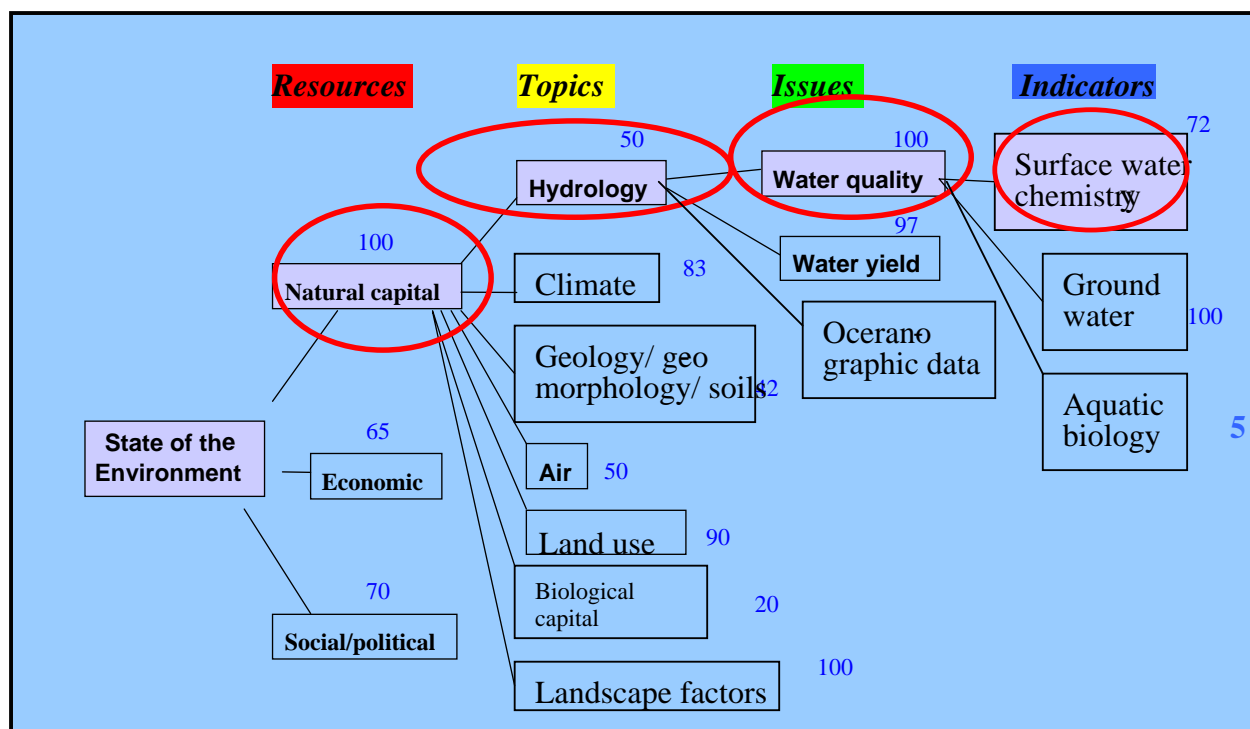 Resources
Topics
Issues
Indicators
50
100
72
Hydrology
Water quality
Surface water
chemistry
100
97
Natural capital
Climate
83
Water yield
Ground
water
100
Geology/ geo
morphology/ soils
42
Ocerano-
graphic data
State of the
Environment
65
Economic
Air
50
Aquatic
biology
5
Land use
90
70
Social/political
Biological
capital
20
Landscape factors
100